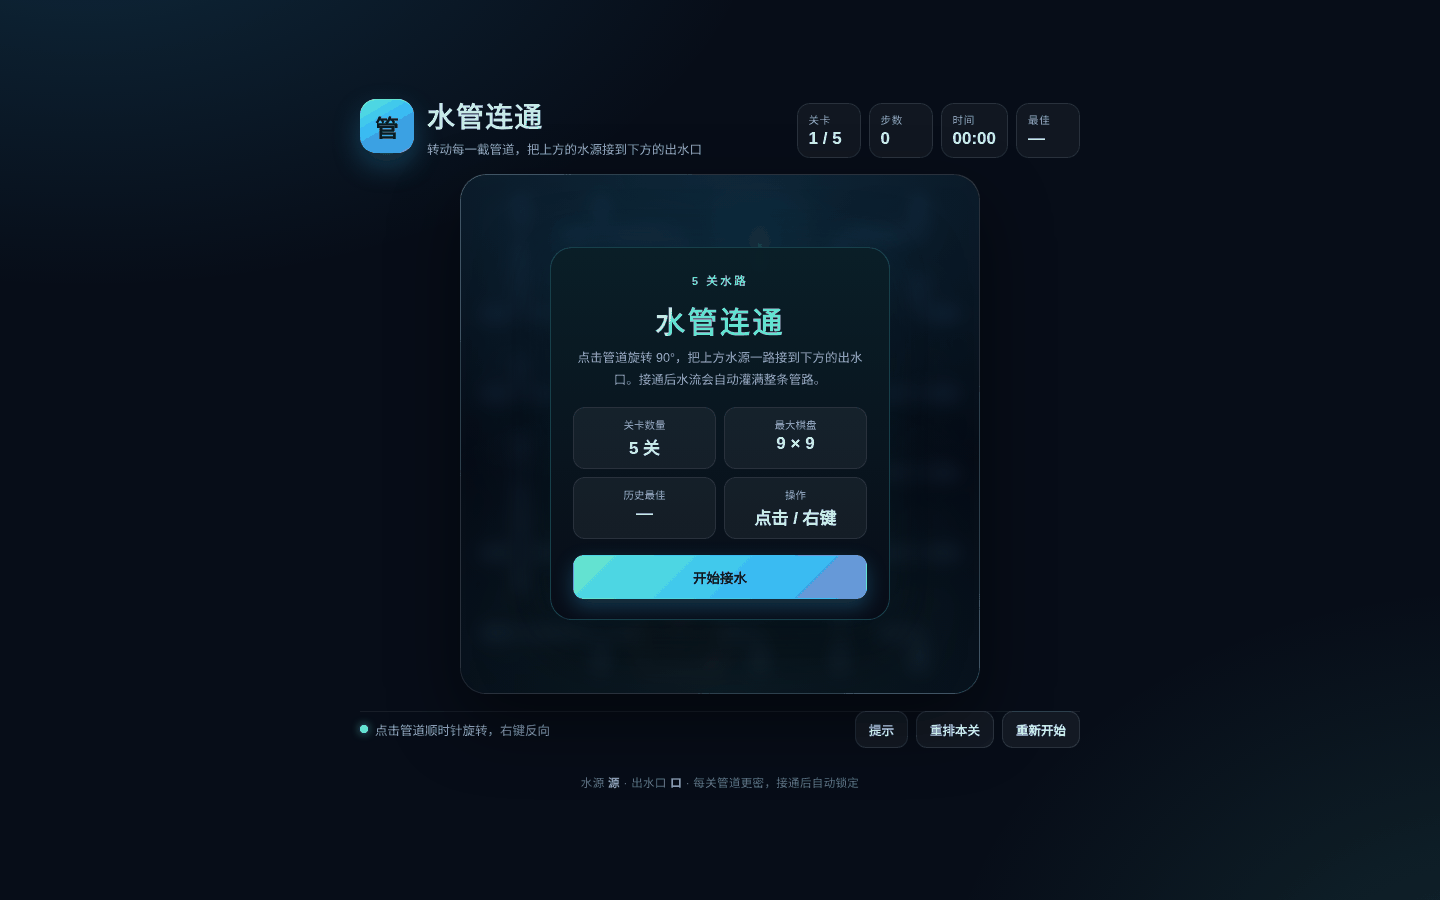 管
水管连通
转动每一截管道，把上方的水源接到下方的出水口
关卡
1 / 5
步数
0
时间
00:00
最佳
—
5 关水路
水管连通
点击管道旋转 90°，把上方水源一路接到下方的出水
口。接通后水流会自动灌满整条管路。
关卡数量
5 关
最大棋盘
9 × 9
历史最佳
—
操作
点击 / 右键
开始接水
点击管道顺时针旋转，右键反向
提示
重排本关
重新开始
水源 源 · 出水口 口 · 每关管道更密，接通后自动锁定